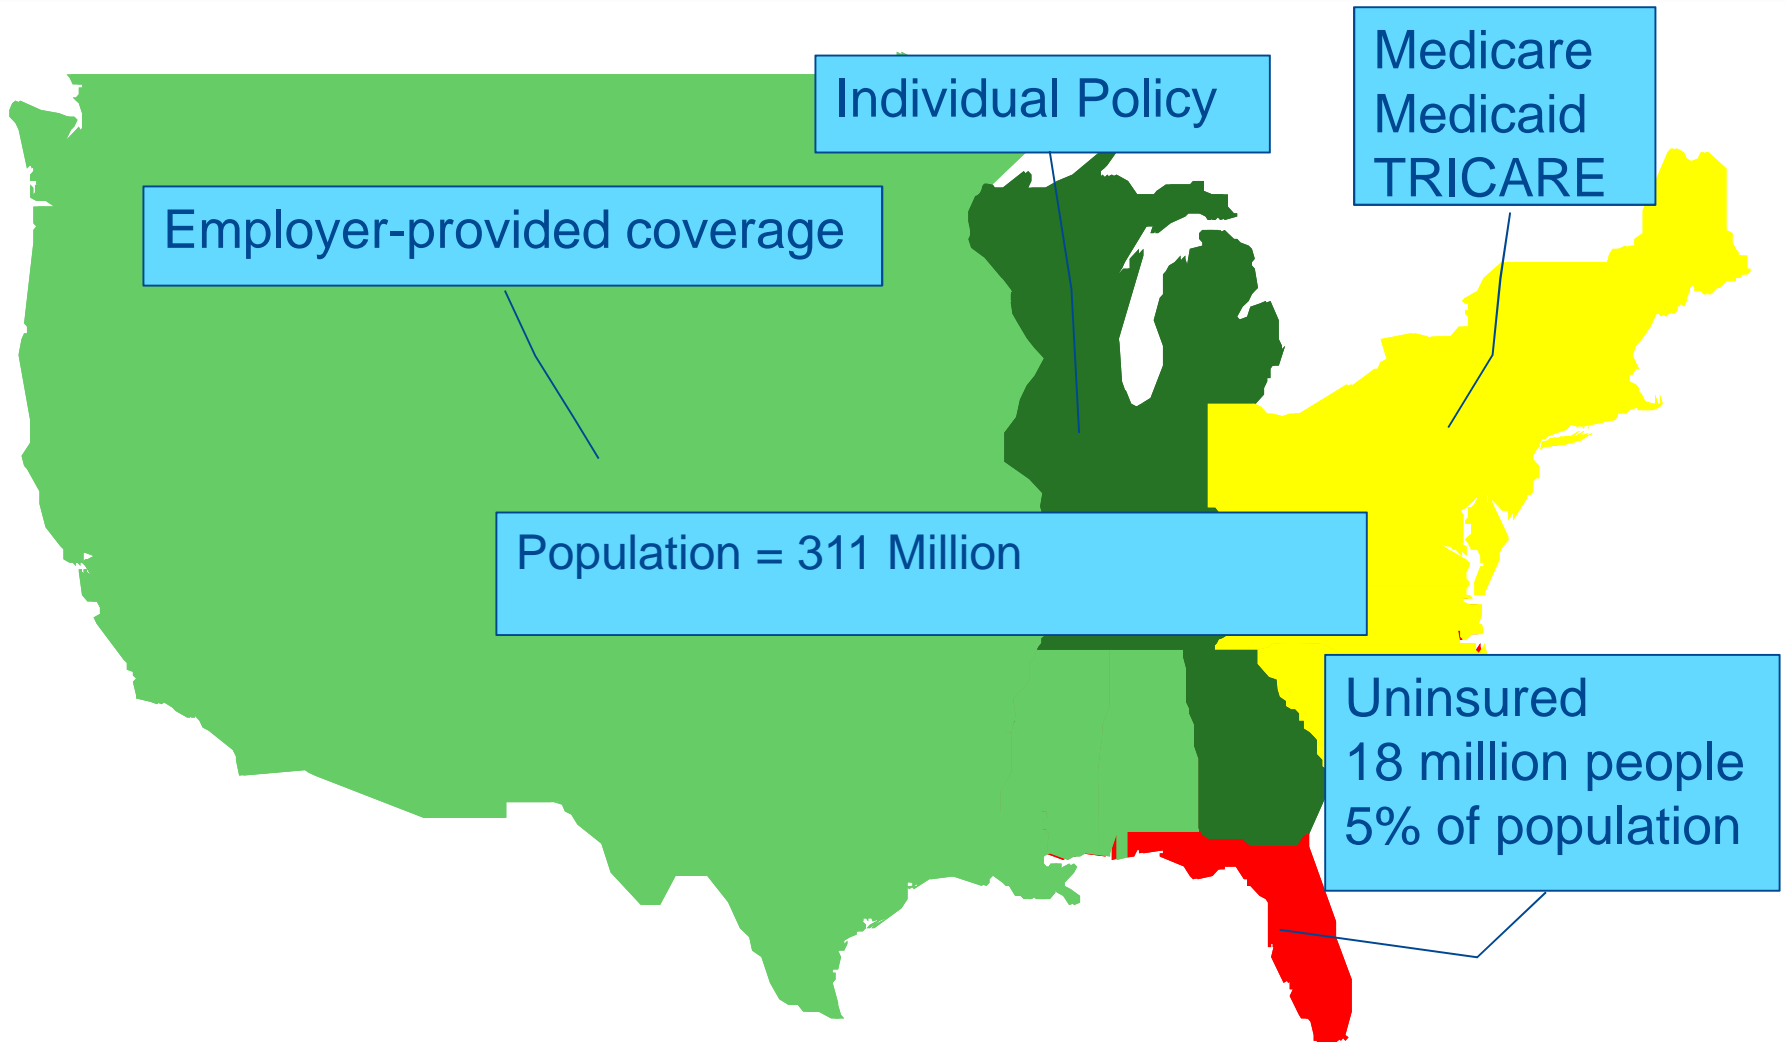 Individual Policy
Medicare
Medicaid
TRICARE
Employer-provided coverage
Population = 311 Million
Uninsured
18 million people
5% of population